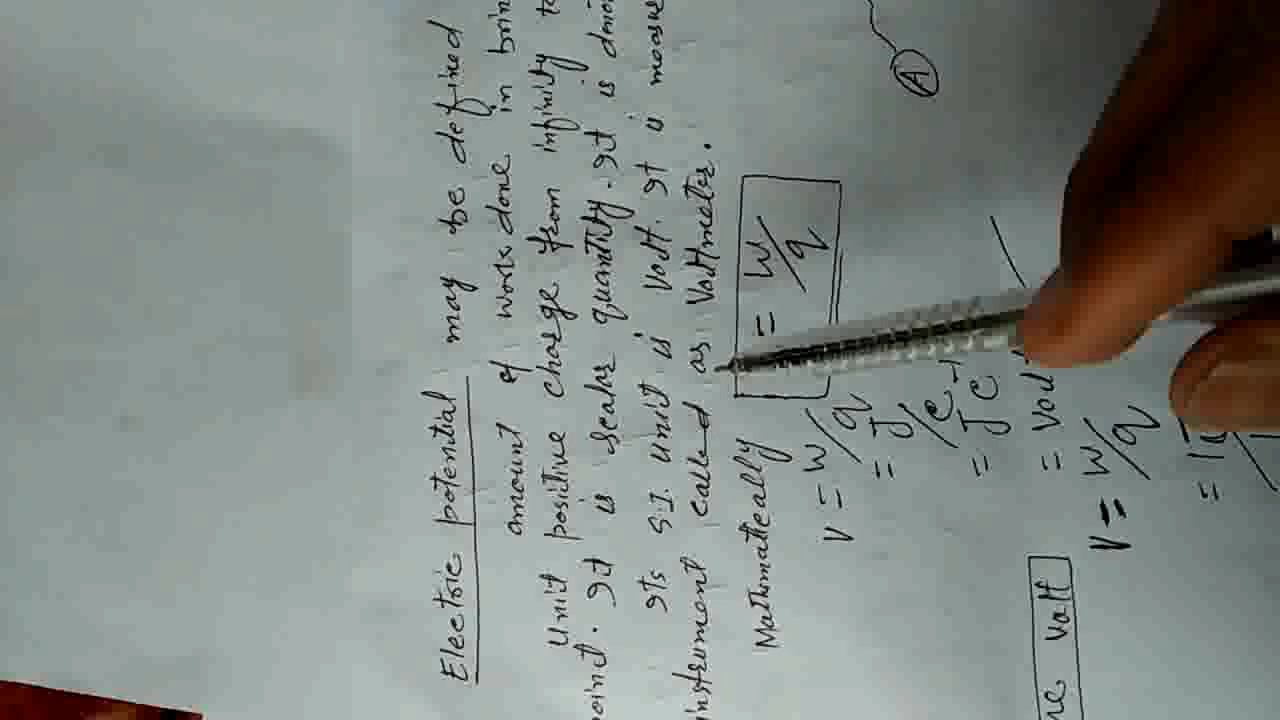 Electric potential may be defined
amount of work done in
Unit positive charge from infinity to
point. It is scalar quantity. It is
Its S.I. unit is Volt. It is
instrument called as Voltmeter.
Mathematically = W/q
V = W/q
= J/C
= JC⁻¹
= Volt
V = W/q
Volt
A